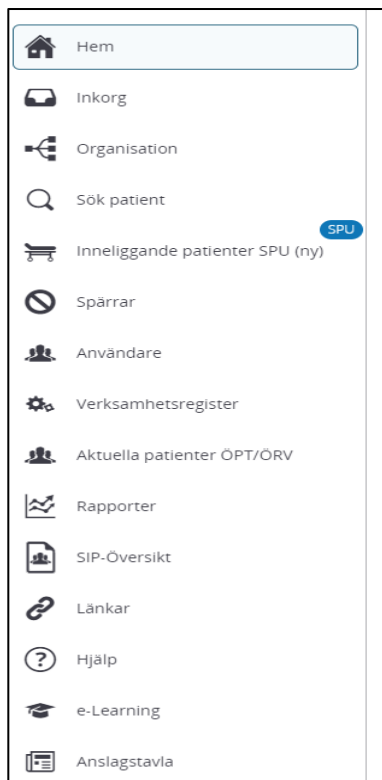 Hem
Inkorg
Organisation
Sök patient
SPU
Inneliggande patienter SPU (ny)
Spärrar
Användare
Verksamhetsregister
Aktuella patienter ÖPT/ÖRV
Rapporter
SIP-Översikt
Länkar
Hjälp
e-Learning
Anslagstavla